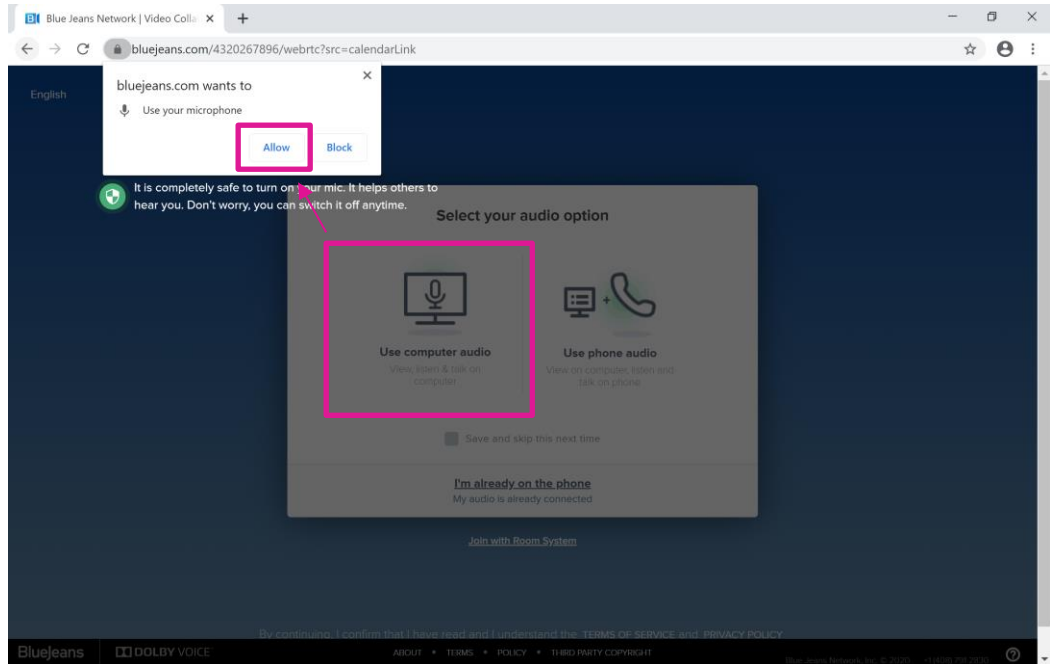 Blue Jeans Network | Video Colla
bluejeans.com/4320267896/webrtc?src=calendarLink
English
bluejeans.com wants to
Use your microphone
Allow
Block
It is completely safe to turn on your mic. It helps others to
hear you. Don't worry, you can switch it off anytime.
Select your audio option
Use computer audio
View, listen & talk on
computer
Use phone audio
View on computer, listen and
talk on phone
Save and skip this next time
I'm already on the phone
My audio is already connected
Join with Room System
By continuing, I confirm that I have read and I understand the TERMS OF SERVICE and PRIVACY POLICY
BlueJeans
DOLBY VOICE
ABOUT • TERMS • POLICY • THIRD PARTY COPYRIGHT
Blue Jeans Network, Inc. © 2020